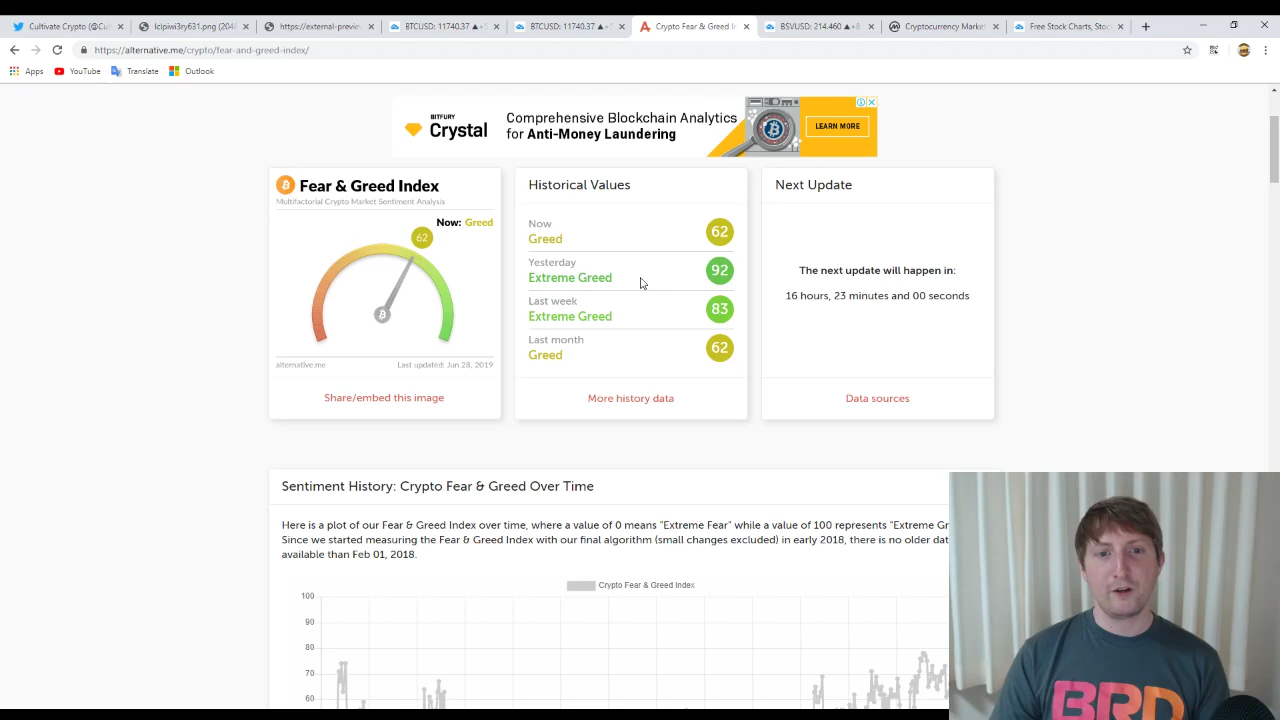 Cultivate Crypto (@Cul
lclpiwi3ry631.png (204
https://external-previe
BTCUSD: 11740.37 ▲+5
BTCUSD: 11740.37 ▲+5
Crypto Fear & Greed In
BSVUSD: 214.460 ▲+8
Cryptocurrency Market
Free Stock Charts, Stoc
https://alternative.me/crypto/fear-and-greed-index/
Apps YouTube Translate Outlook
BITFURY
Crystal
Comprehensive Blockchain Analytics
for Anti-Money Laundering
LEARN MORE
Fear & Greed Index
Multifactorial Crypto Market Sentiment Analysis
Now: Greed
62
alternative.me
Last updated: Jun 28, 2019
Share/embed this image
Historical Values
Now
Greed
62
Yesterday
Extreme Greed
92
Last week
Extreme Greed
83
Last month
Greed
62
More history data
Next Update
The next update will happen in:
16 hours, 23 minutes and 00 seconds
Data sources
Sentiment History: Crypto Fear & Greed Over Time
Here is a plot of our Fear & Greed Index over time, where a value of 0 means "Extreme Fear" while a value of 100 represents "Extreme Gr
Since we started measuring the Fear & Greed Index with our final algorithm (small changes excluded) in early 2018, there is no older dat
available than Feb 01, 2018.
Crypto Fear & Greed Index
100
90
80
70
60
BRD